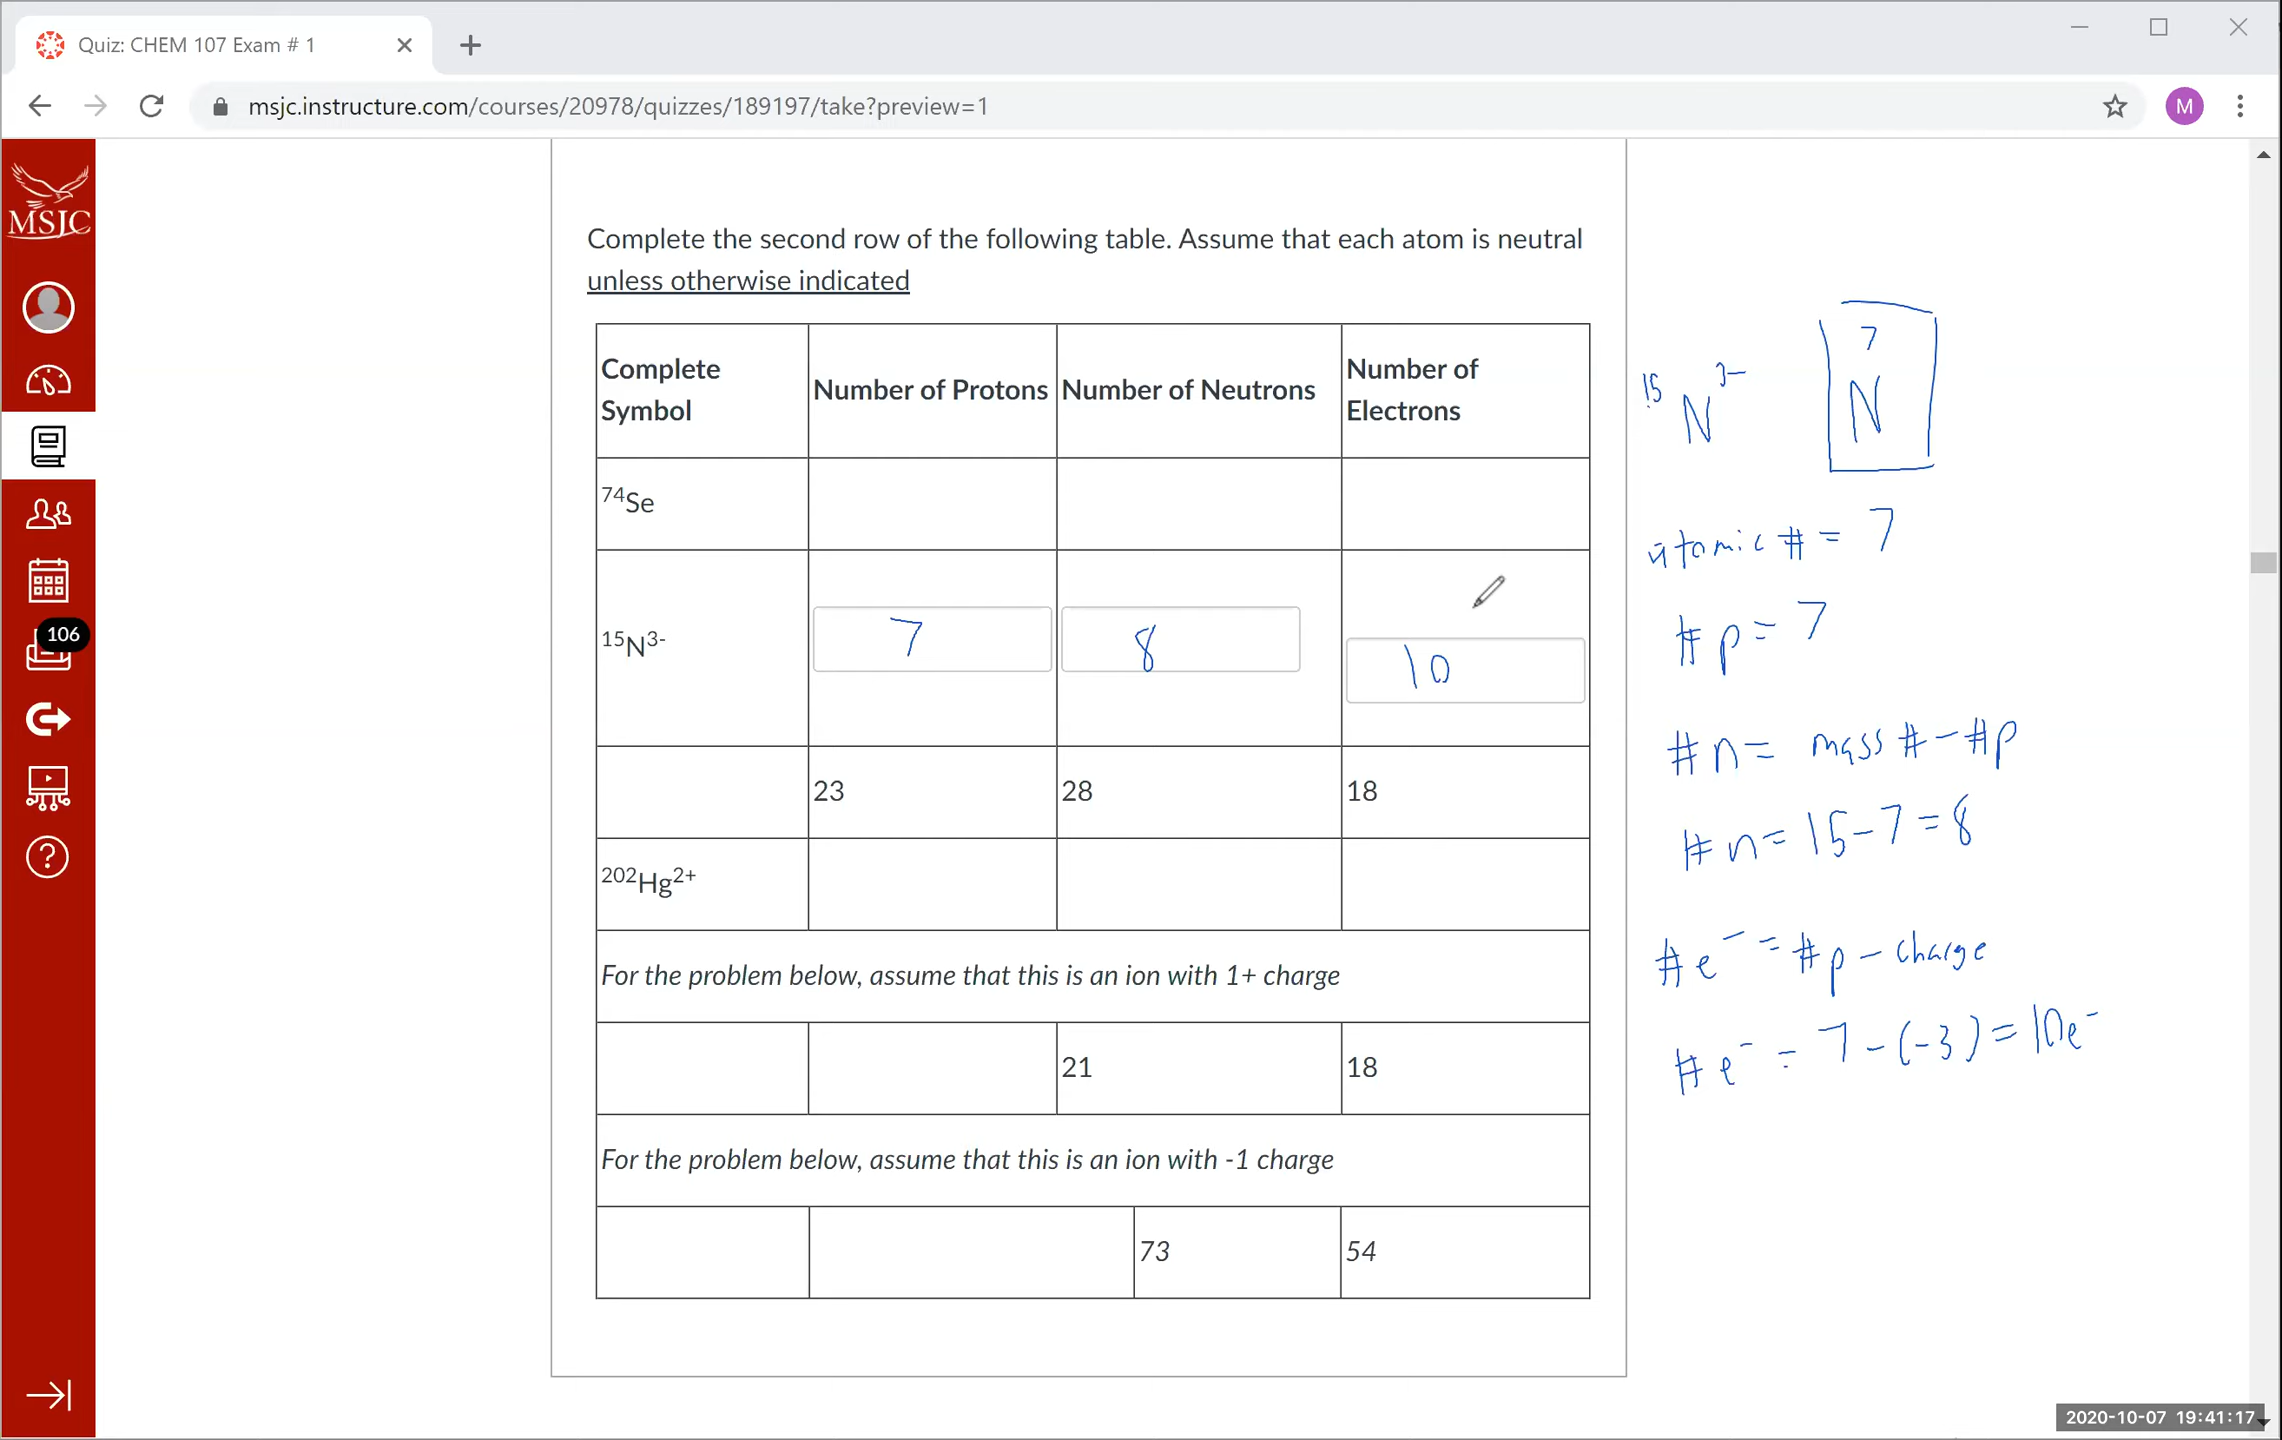 Quiz: CHEM 107 Exam # 1
msjc.instructure.com/courses/20978/quizzes/189197/take?preview=1
M
MSJC
106
Complete the second row of the following table. Assume that each atom is neutral
unless otherwise indicated
Complete Symbol Number of Protons Number of Neutrons Number of Electrons
⁷⁴Se
¹⁵N³⁻ 7 8 10
23 28 18
²⁰²Hg²⁺
For the problem below, assume that this is an ion with 1+ charge
21 18
For the problem below, assume that this is an ion with -1 charge
73 54
¹⁵N³⁻
7
N
atomic # = 7
# p = 7
# n = mass # - # p
# n = 15 - 7 = 8
# e⁻ = # p - charge
# e⁻ = 7 - (-3) = 10e⁻
2020-10-07 19:41:17